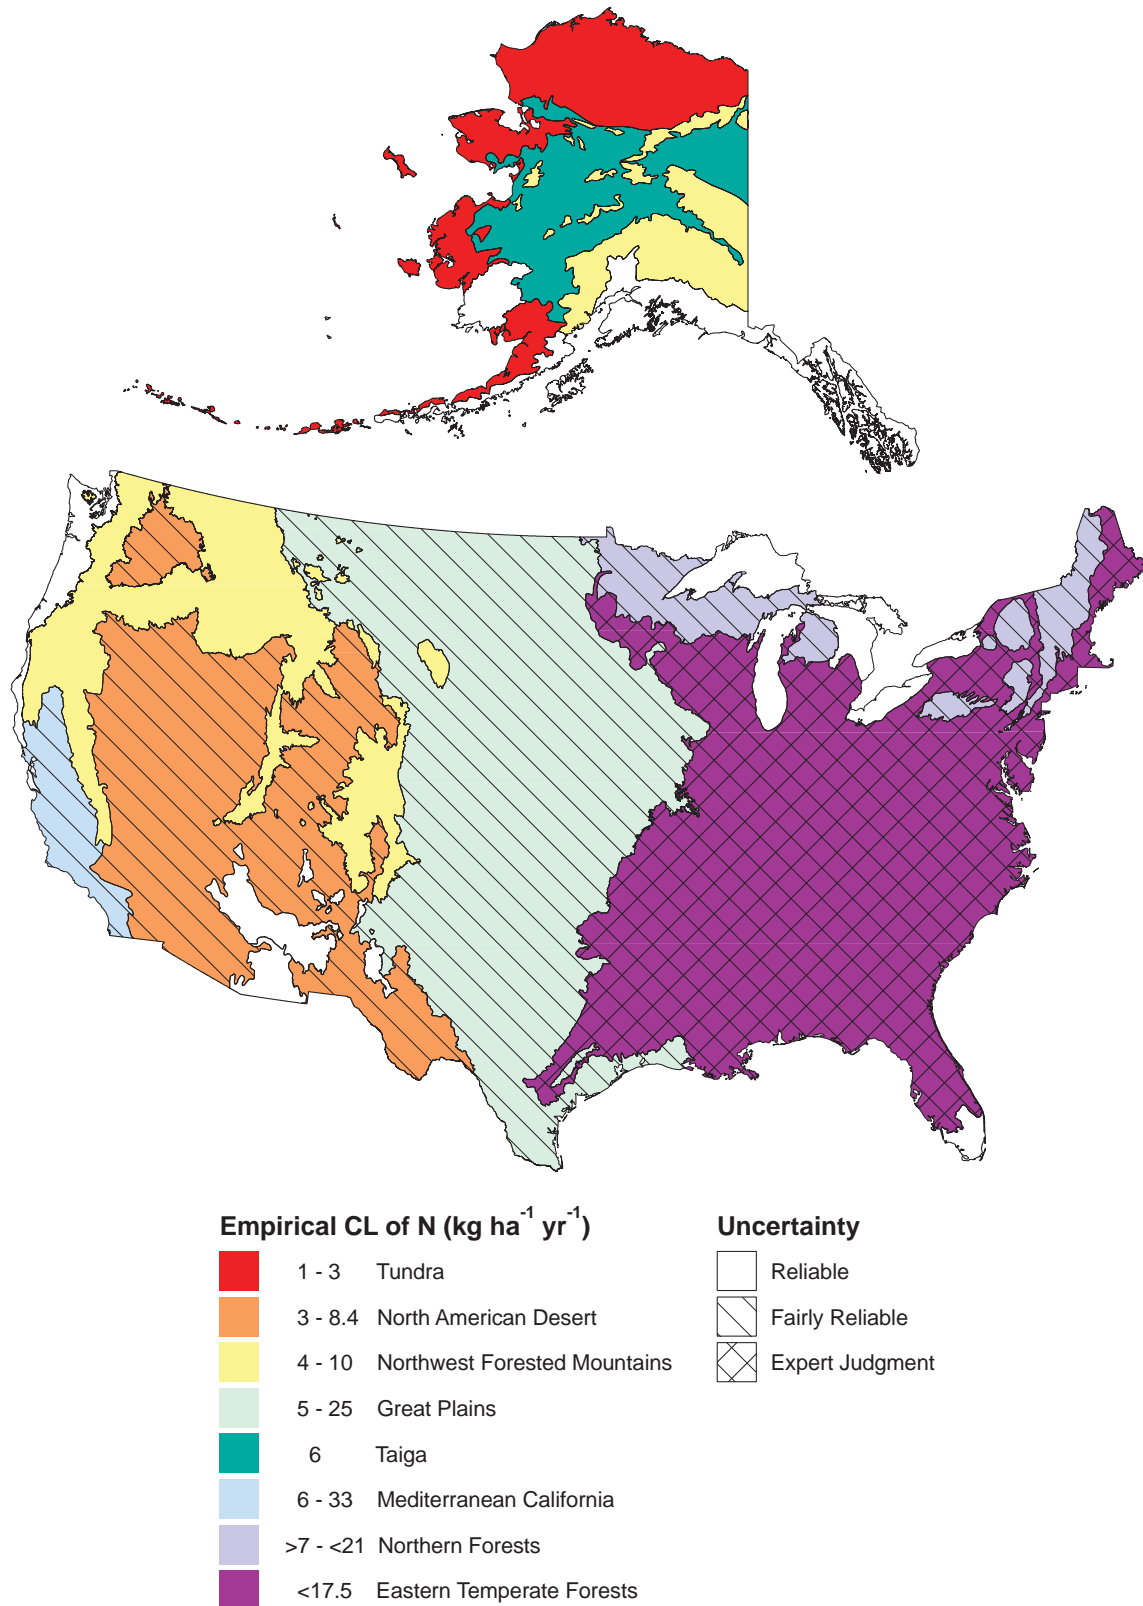 Empirical CL of N (kg ha⁻¹ yr⁻¹)
1 - 3 Tundra
3 - 8.4 North American Desert
4 - 10 Northwest Forested Mountains
5 - 25 Great Plains
6 Taiga
6 - 33 Mediterranean California
>7 - <21 Northern Forests
<17.5 Eastern Temperate Forests
Uncertainty
Reliable
Fairly Reliable
Expert Judgment